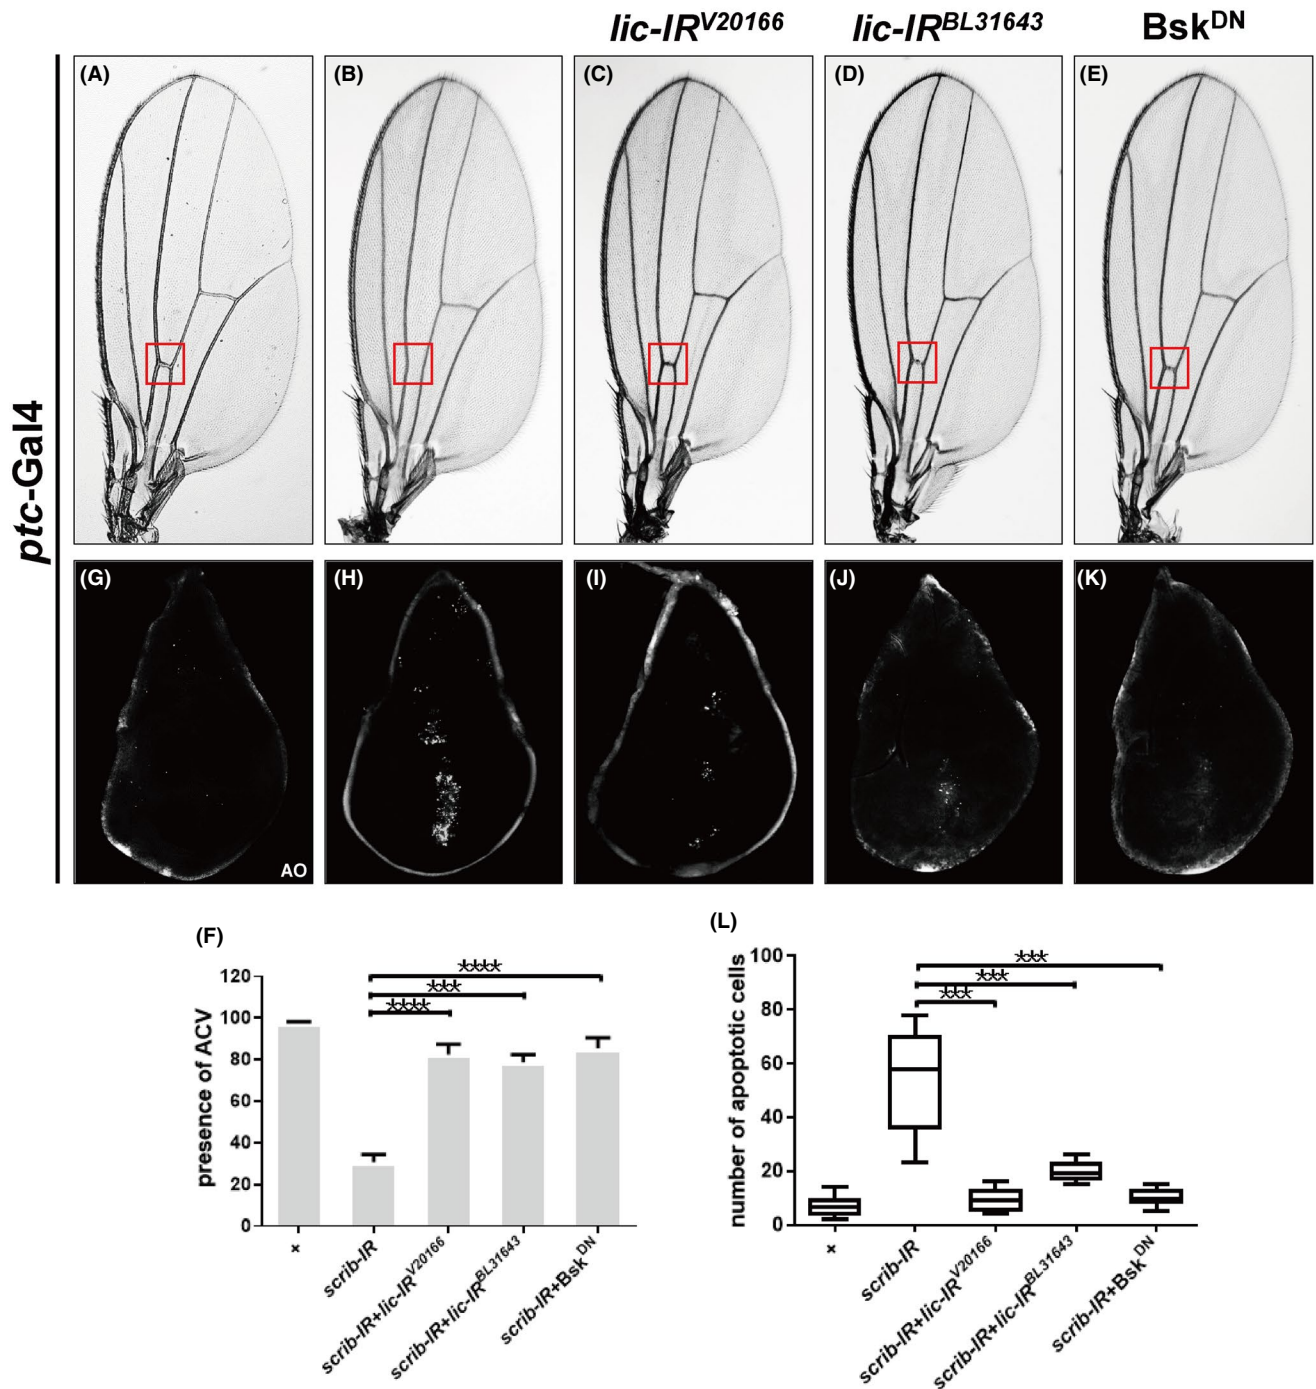 lic-IR^V20166 lic-IR^BL31643 Bsk^DN
(A) (B) (C) (D) (E)
ptc-Gal4
(G) (H) (I) (J) (K)
AO
(F)
presence of ACV
120
100
80
60
40
20
0
****
***
****
+
scrib-IR
scrib-IR+lic-IR^V20166
scrib-IR+lic-IR^BL31643
scrib-IR+Bsk^DN
(L)
number of apoptotic cells
100
80
60
40
20
0
***
***
***
+
scrib-IR
scrib-IR+lic-IR^V20166
scrib-IR+lic-IR^BL31643
scrib-IR+Bsk^DN